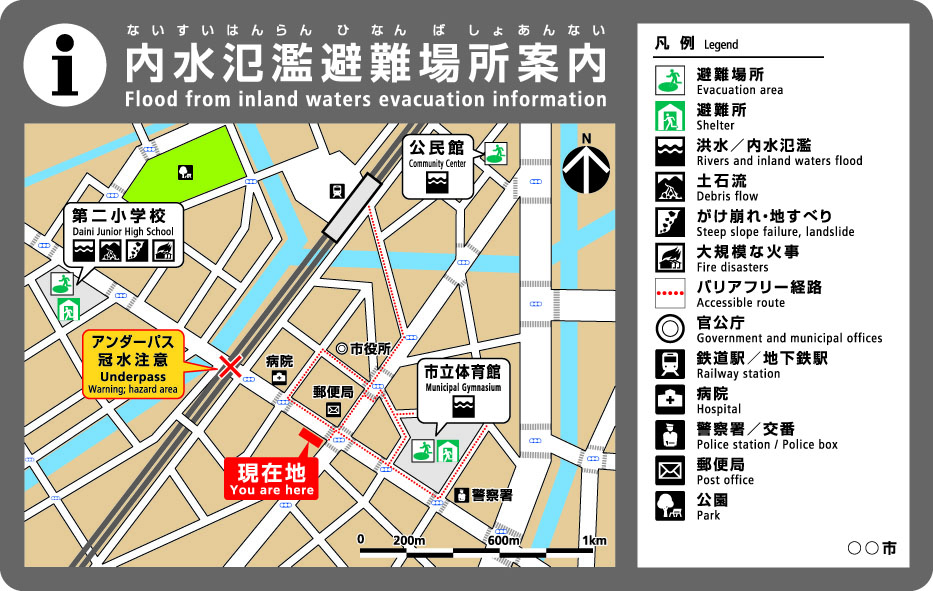 ないすいはんらん ひ なん ば しょあんない
内水氾濫避難場所案内
Flood from inland waters evacuation information
公民館
Community Center
N
第二小学校
Daini Junior High School
アンダーパス
冠水注意
Underpass
Warning; hazard area
病院
市役所
郵便局
市立体育館
Municipal Gymnasium
現在地
You are here
警察署
0 200m 600m 1km
凡例 Legend
避難場所
Evacuation area
避難所
Shelter
洪水／内水氾濫
Rivers and inland waters flood
土石流
Debris flow
がけ崩れ・地すべり
Steep slope failure, landslide
大規模な火事
Fire disasters
バリアフリー経路
Accessible route
官公庁
Government and municipal offices
鉄道駅／地下鉄駅
Railway station
病院
Hospital
警察署／交番
Police station / Police box
郵便局
Post office
公園
Park
○○市